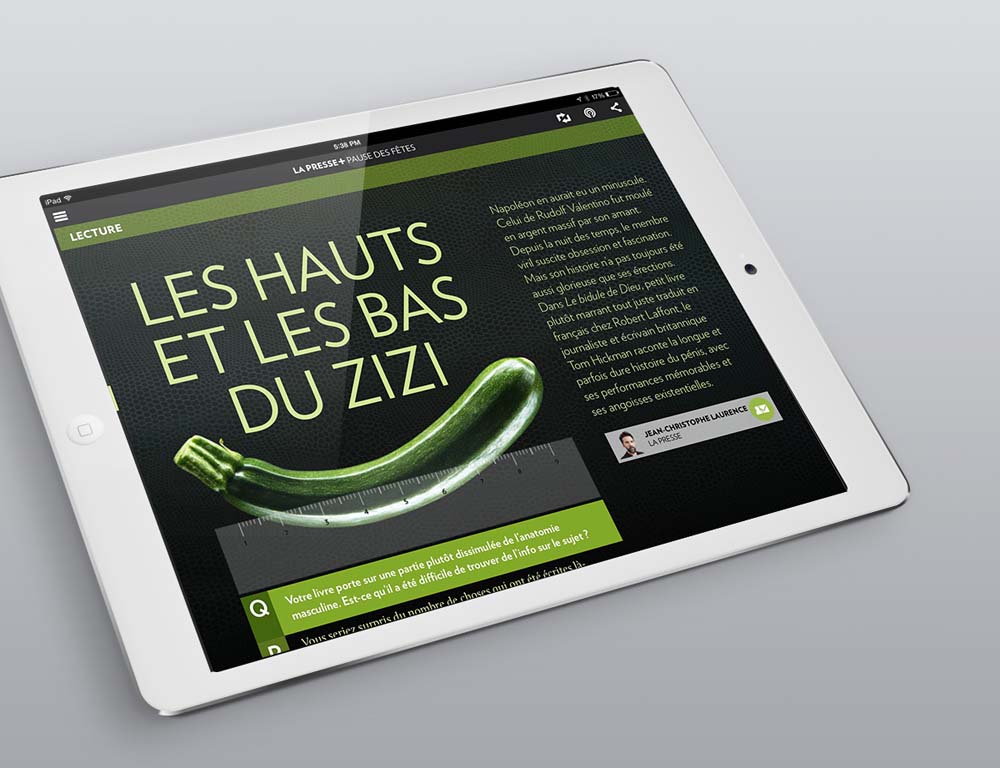 iPad
5:38 PM
17%
LA PRESSE+ PAUSE DES FÊTES
LECTURE
LES HAUTS
ET LES BAS
DU ZIZI
Napoléon en aurait eu un minuscule.
Celui de Rudolf Valentino fut moulé
en argent massif par son amant.
Depuis la nuit des temps, le membre
viril suscite obsession et fascination.
Mais son histoire n'a pas toujours été
aussi glorieuse que ses érections.
Dans Le bidule de Dieu, petit livre
plutôt marrant tout juste traduit en
français chez Robert Laffont, le
journaliste et écrivain britannique
Tom Hickman raconte la longue et
parfois dure histoire du pénis, avec
ses performances mémorables et
ses angoisses existentielles.
JEAN-CHRISTOPHE LAURENCE
LA PRESSE
3 4 5 6 7
Q
Votre livre porte sur une partie plutôt dissimulée de l'anatomie
masculine. Est-ce qu'il a été difficile de trouver de l'info sur le sujet ?
Vous seriez surpris du nombre de choses qui ont été écrites là-